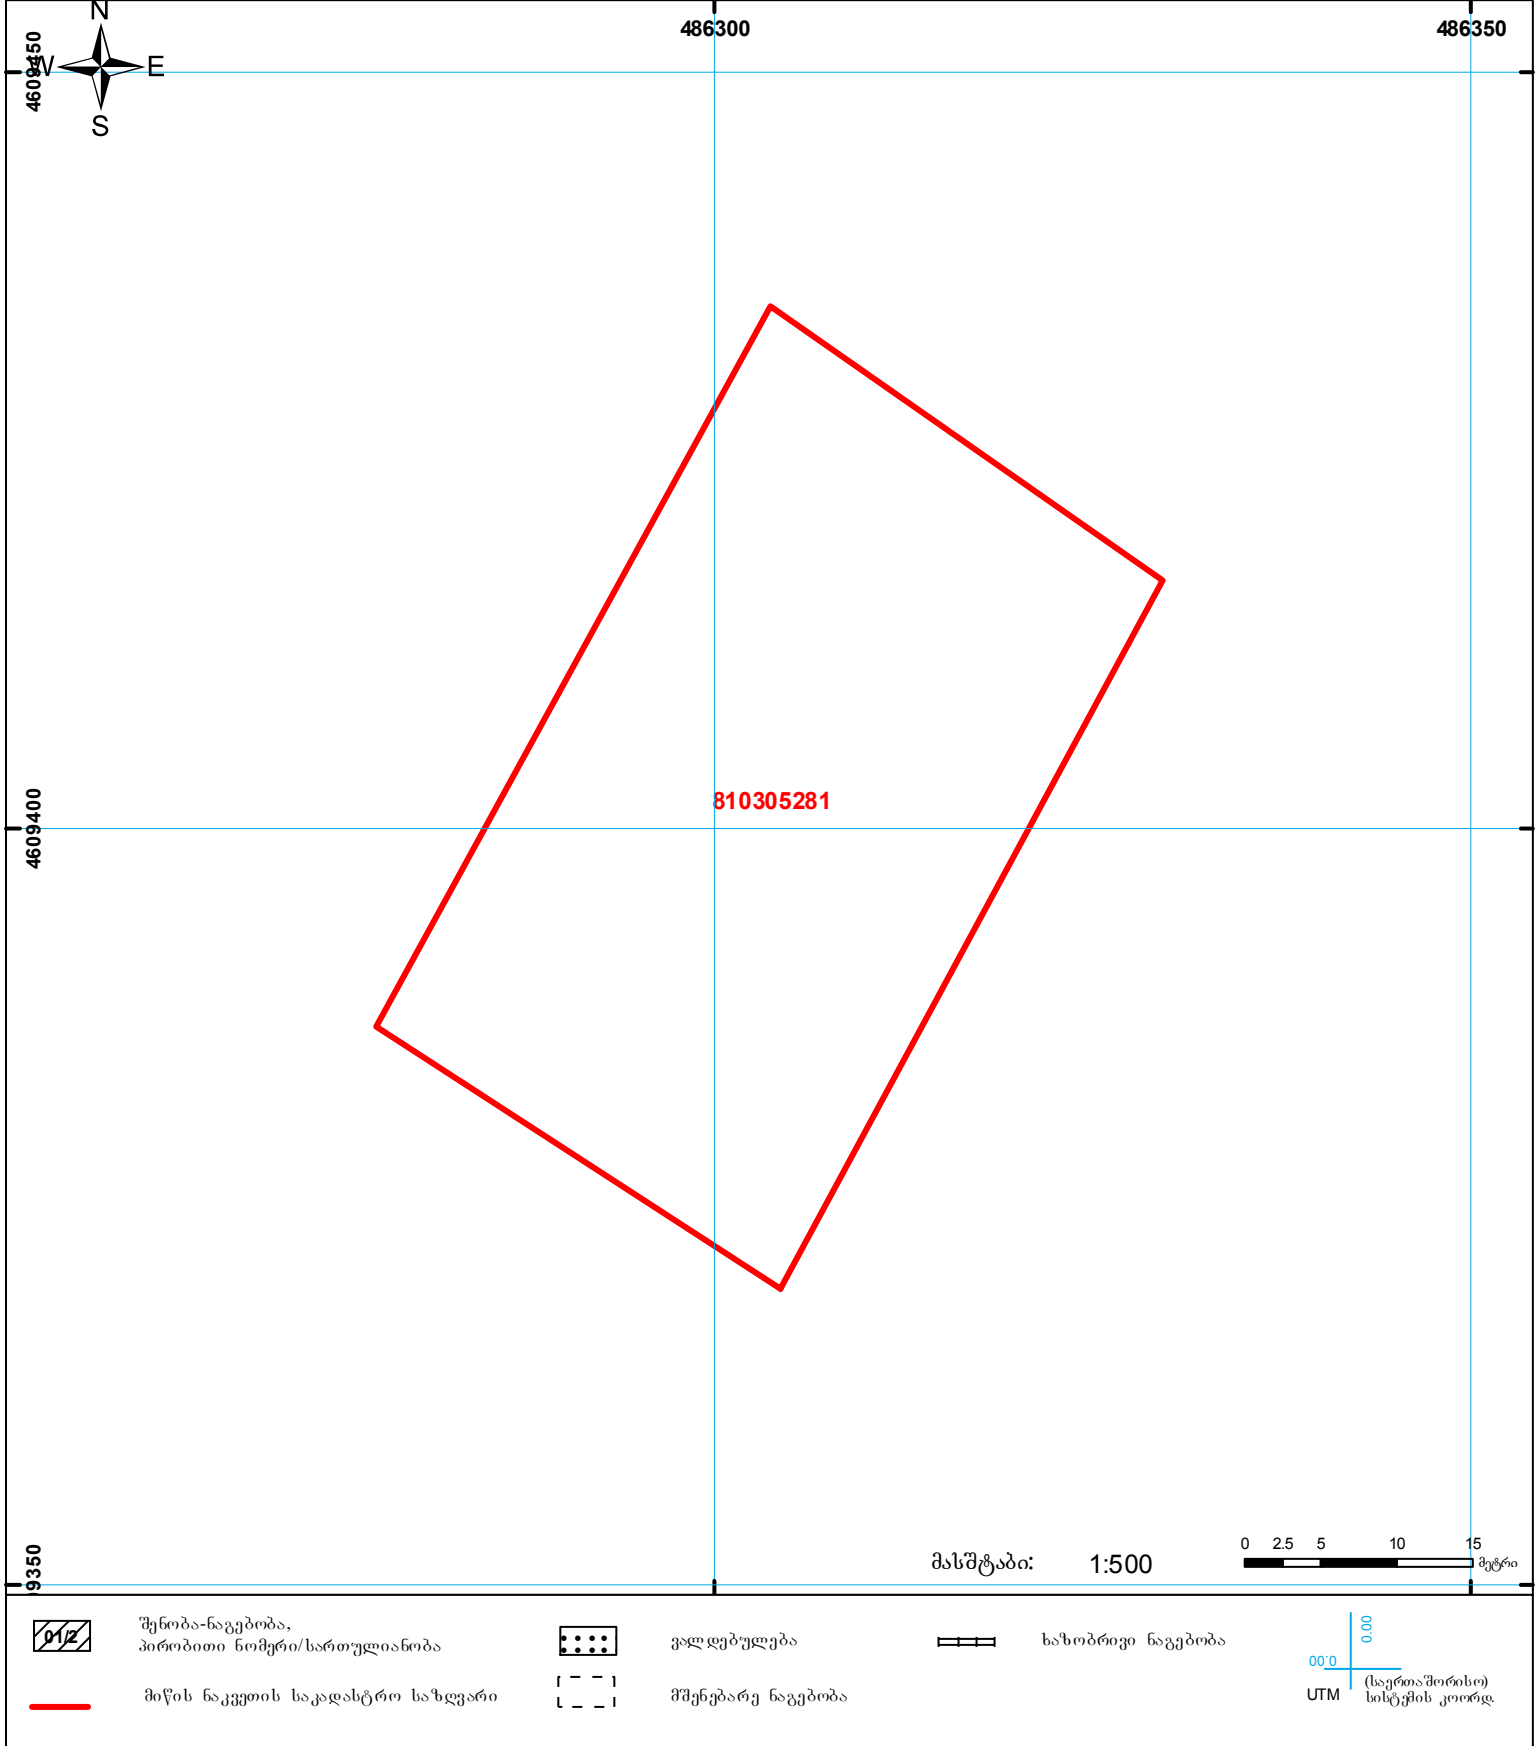 N
486300
486350
W
E
4609450
S
810305281
4609400
მასშტაბი: 1:500
0 2.5 5 10 15
მეტრი
9350
01/2
შენობა-ნაგებობა,
პირობითი ნომერი/სართულიანობა
ვალდებულება
ხაზობრივი ნაგებობა
მიწის ნაკვეთის საკადასტრო საზღვარი
მშენებარე ნაგებობა
0.00
0.00
UTM
(საერთაშორისო)
სისტემის კოორდ.